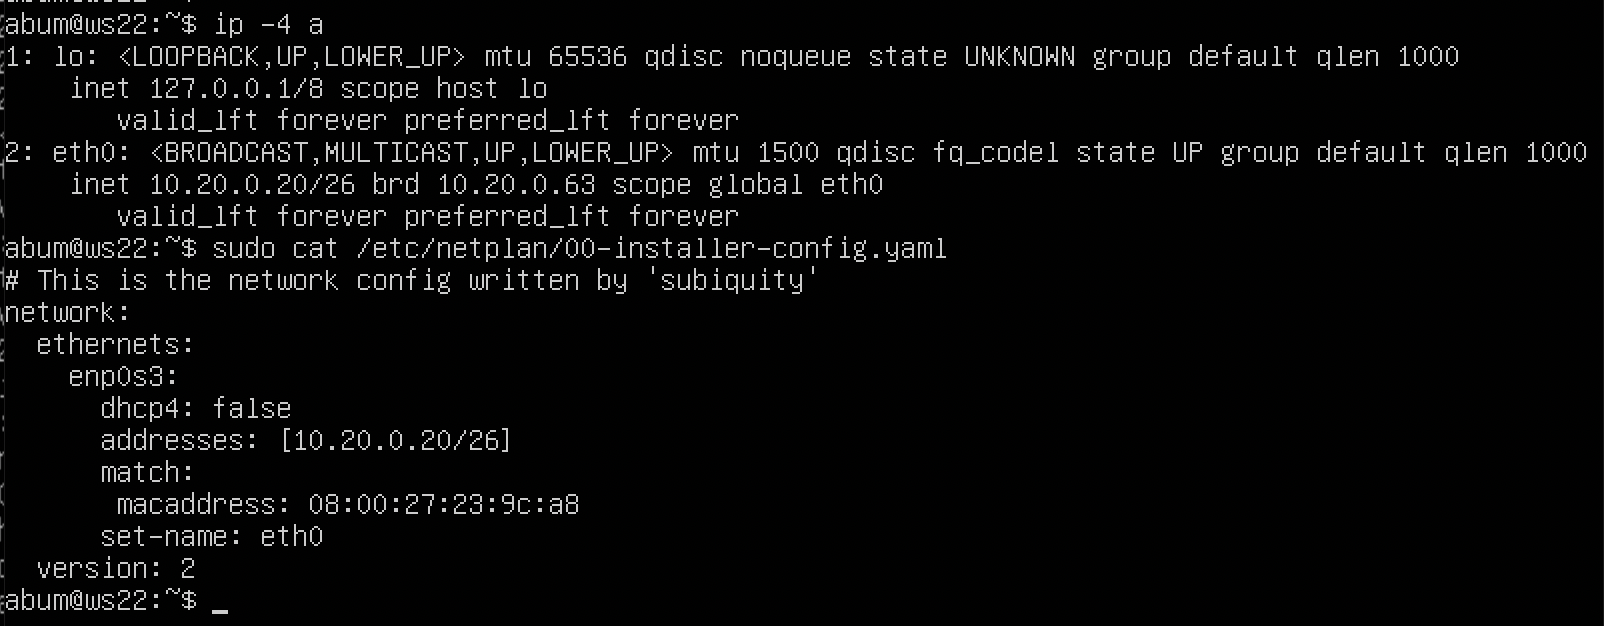 abum@ws22:~$ ip -4 a
1: lo: <LOOPBACK,UP,LOWER_UP> mtu 65536 qdisc noqueue state UNKNOWN group default qlen 1000
    inet 127.0.0.1/8 scope host lo
       valid_lft forever preferred_lft forever
2: eth0: <BROADCAST,MULTICAST,UP,LOWER_UP> mtu 1500 qdisc fq_codel state UP group default qlen 1000
    inet 10.20.0.20/26 brd 10.20.0.63 scope global eth0
       valid_lft forever preferred_lft forever
abum@ws22:~$ sudo cat /etc/netplan/00-installer-config.yaml
# This is the network config written by 'subiquity'
network:
  ethernets:
    enp0s3:
      dhcp4: false
      addresses: [10.20.0.20/26]
      match:
       macaddress: 08:00:27:23:9c:a8
      set-name: eth0
  version: 2
abum@ws22:~$ _